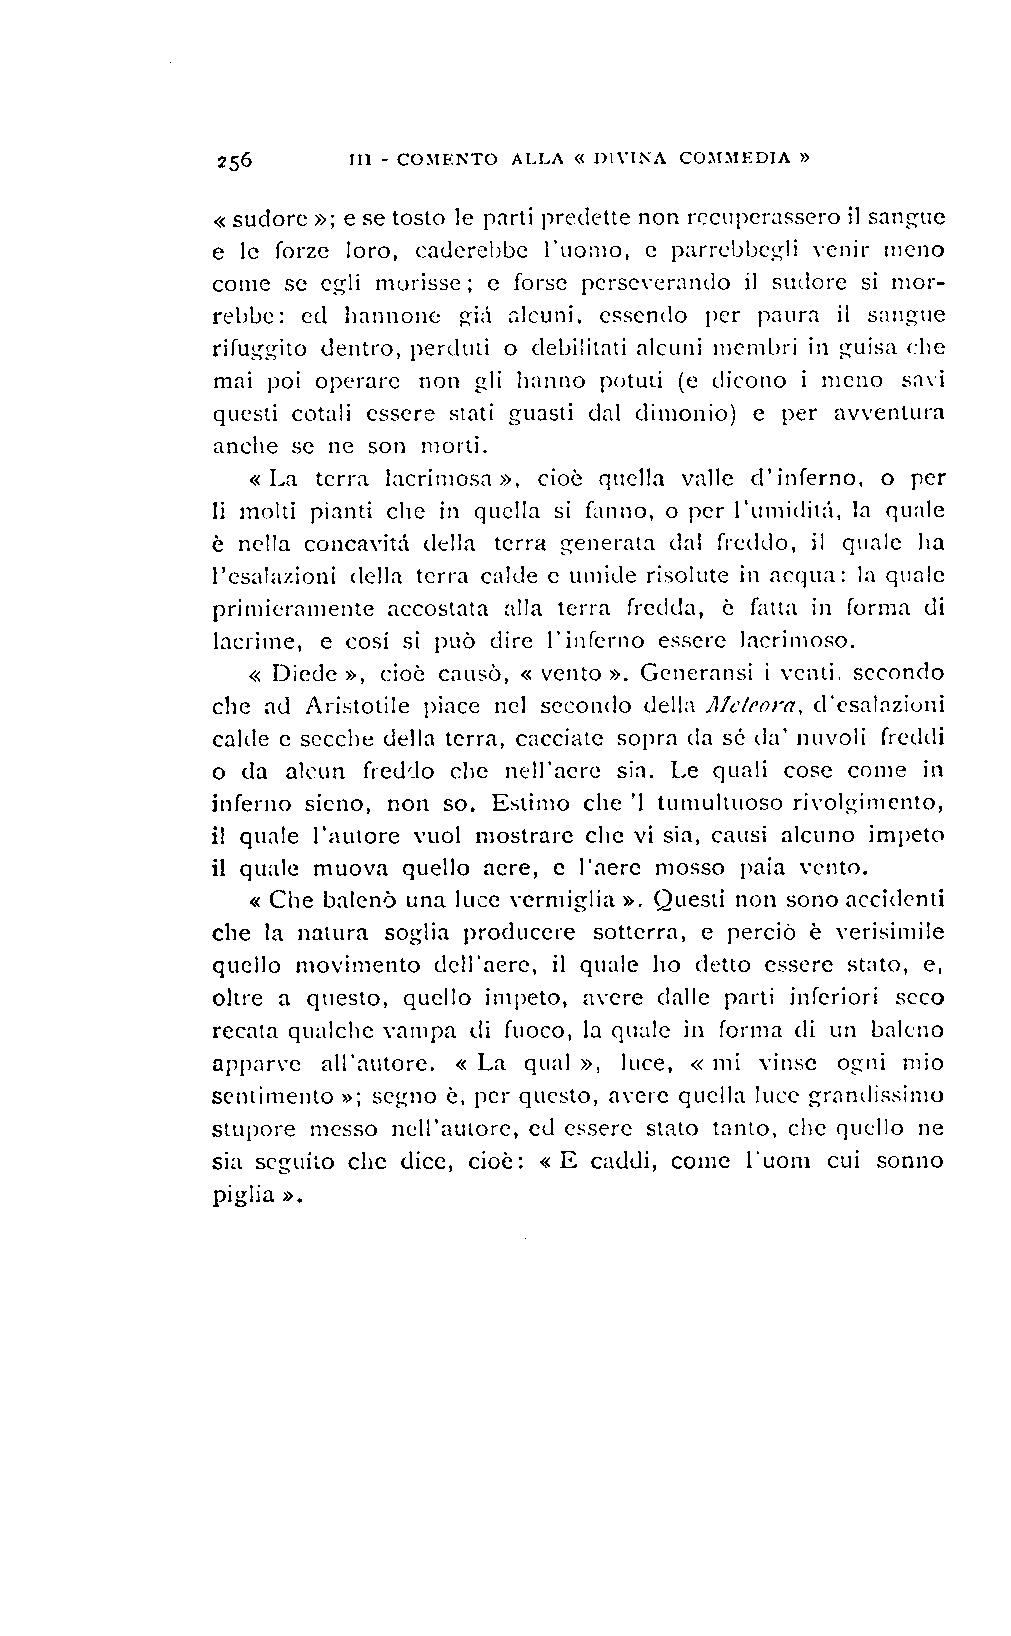 256 III - COMENTO ALLA « DIVINA COMMEDIA »
« sudore »; e se tosto le parti predette non recuperassero il sangue
e le forze loro, caderebbe l'uomo, e parrebbegli venir meno
come se egli morisse; e forse perseverando il sudore si mor-
rebbe: ed hannone giá alcuni, essendo per paura il sangue
rifuggito dentro, perduti o debilitati alcuni membri in guisa che
mai poi operare non gli hanno potuti (e dicono i meno savi
questi cotali essere stati guasti dal dimonio) e per avventura
anche se ne son morti.
« La terra lacrimosa », cioè quella valle d'inferno, o per
li molti pianti che in quella si fanno, o per l'umiditá, la quale
è nella concavitá della terra generata dal freddo, il quale ha
l'esalazioni della terra calde e umide risolute in acqua: la quale
primieramente accostata alla terra fredda, è fatta in forma di
lacrime, e cosí si può dire l'inferno essere lacrimoso.
« Diede », cioè causò, « vento ». Generansi i venti, secondo
che ad Aristotile piace nel secondo della Meteora, d'esalazioni
calde e secche della terra, cacciate sopra da sé da' nuvoli freddi
o da alcun freddo che nell'aere sia. Le quali cose come in
inferno sieno, non so. Estimo che 'l tumultuoso rivolgimento,
il quale l'autore vuol mostrare che vi sia, causi alcuno impeto
il quale muova quello aere, e l'aere mosso paia vento.
« Che balenò una luce vermiglia ». Questi non sono accidenti
che la natura soglia producere sotterra, e perciò è verisimile
quello movimento dell'aere, il quale ho detto essere stato, e,
oltre a questo, quello impeto, avere dalle parti inferiori seco
recata qualche vampa di fuoco, la quale in forma di un baleno
apparve all'autore. « La qual », luce, « mi vinse ogni mio
sentimento »; segno è, per questo, avere quella luce grandissimo
stupore messo nell'autore, ed essere stato tanto, che quello ne
sia seguito che dice, cioè: « E caddi, come l'uom cui sonno
piglia ».